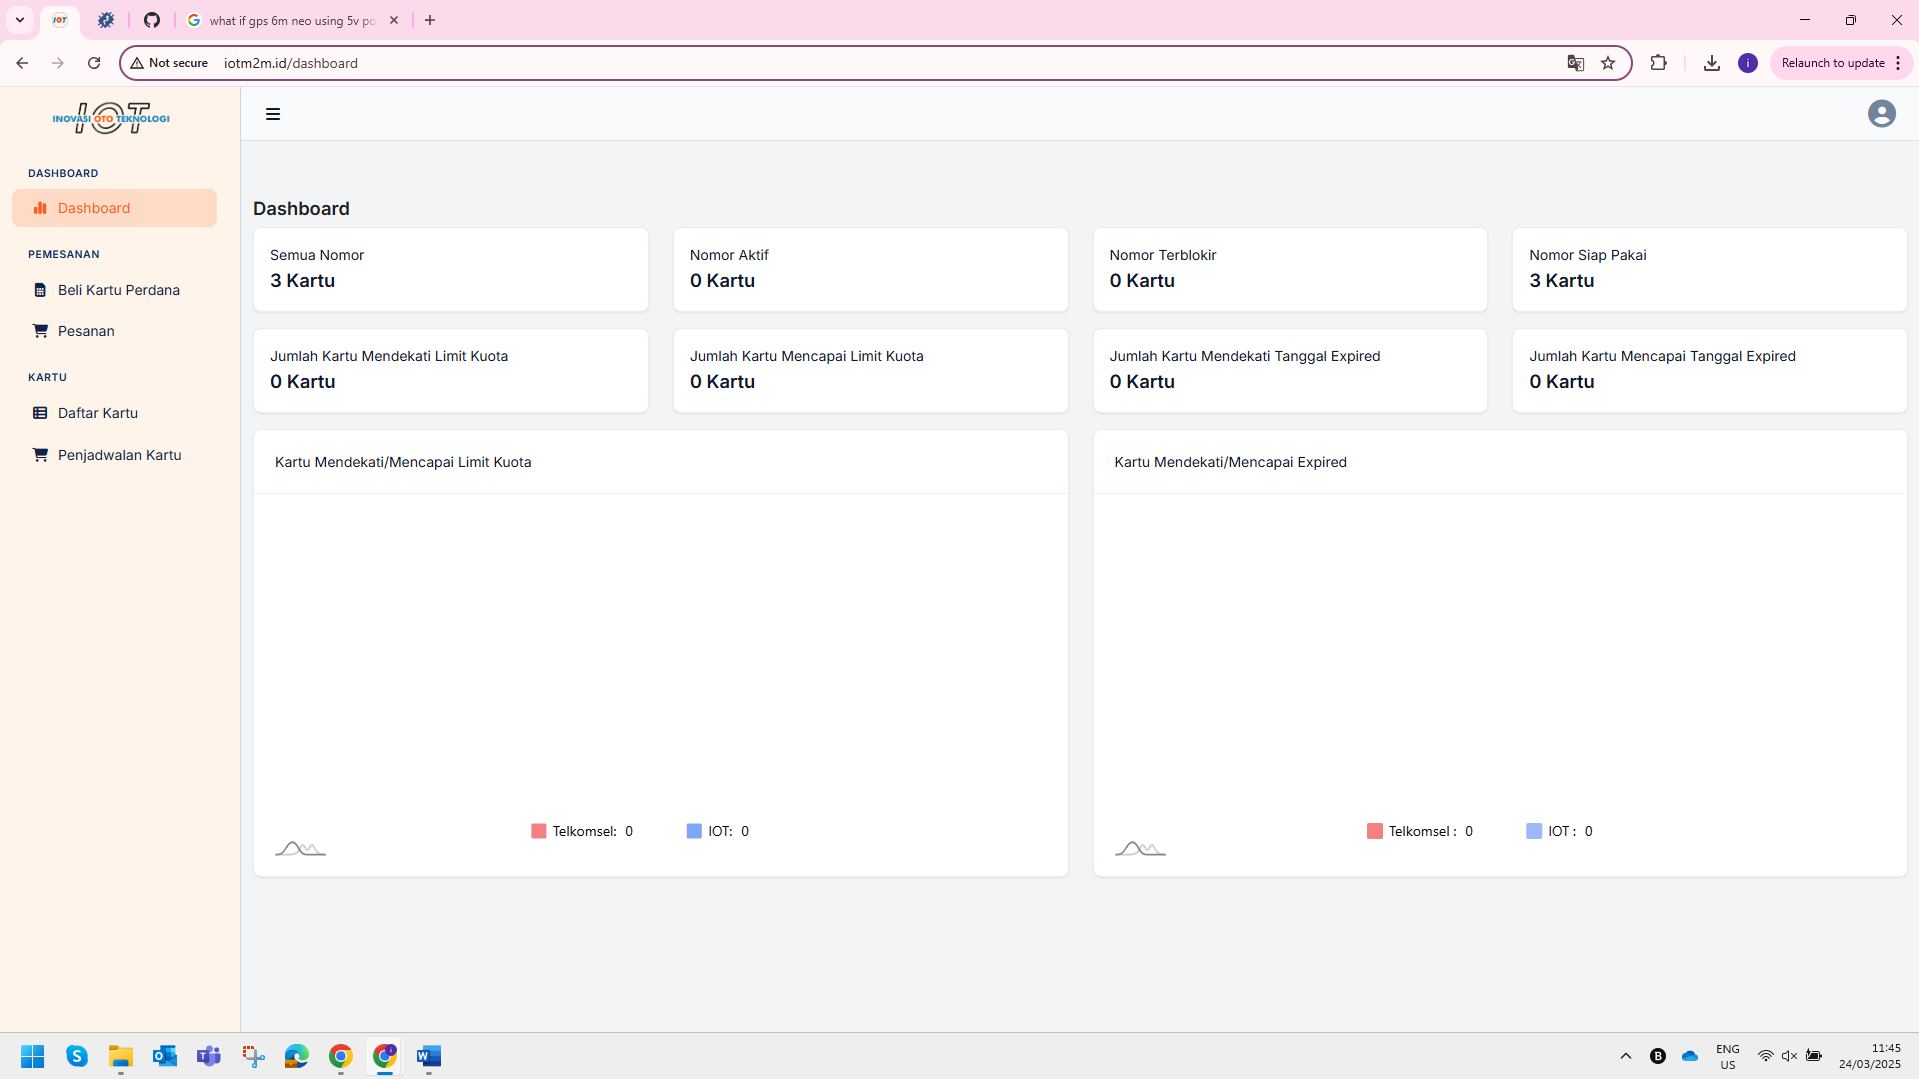 IOT
what if gps 6m neo using 5v po
Not secure
iotm2m.id/dashboard
Relaunch to update
i
IOT
INOVASI OTO TEKNOLOGI
DASHBOARD
Dashboard
PEMESANAN
Beli Kartu Perdana
Pesanan
KARTU
Daftar Kartu
Penjadwalan Kartu
Dashboard
Semua Nomor
3 Kartu
Nomor Aktif
0 Kartu
Nomor Terblokir
0 Kartu
Nomor Siap Pakai
3 Kartu
Jumlah Kartu Mendekati Limit Kuota
0 Kartu
Jumlah Kartu Mencapai Limit Kuota
0 Kartu
Jumlah Kartu Mendekati Tanggal Expired
0 Kartu
Jumlah Kartu Mencapai Tanggal Expired
0 Kartu
Kartu Mendekati/Mencapai Limit Kuota
Telkomsel: 0
IOT: 0
Kartu Mendekati/Mencapai Expired
Telkomsel : 0
IOT : 0
ENG
US
11:45
24/03/2025